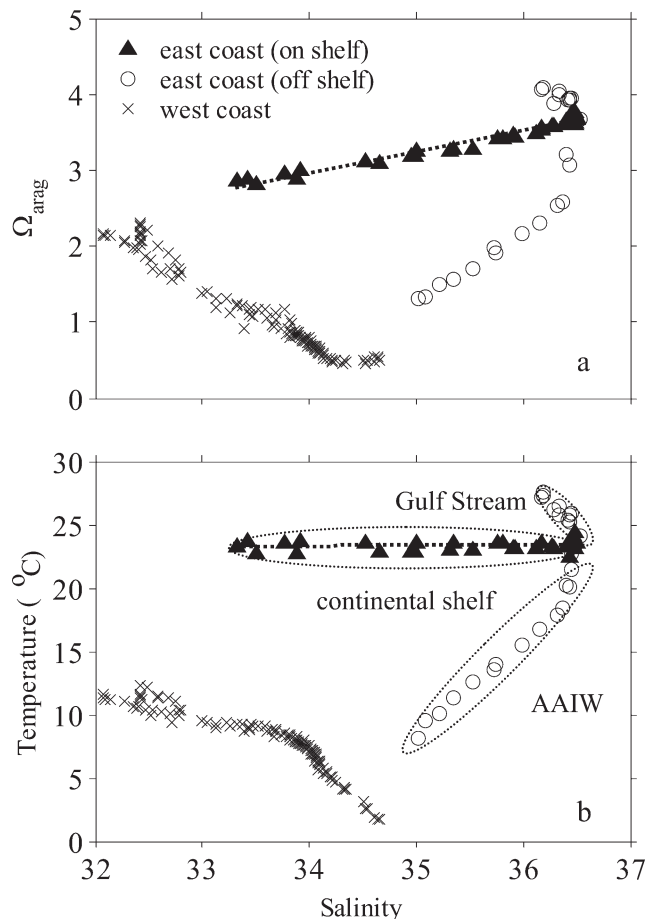 5
4
3
2
1
0
Ω arag
▲ east coast (on shelf)
○ east coast (off shelf)
× west coast
a
30
25
20
15
10
5
0
Temperature ( °C)
Gulf Stream
continental shelf
AAIW
b
32 33 34 35 36 37
Salinity